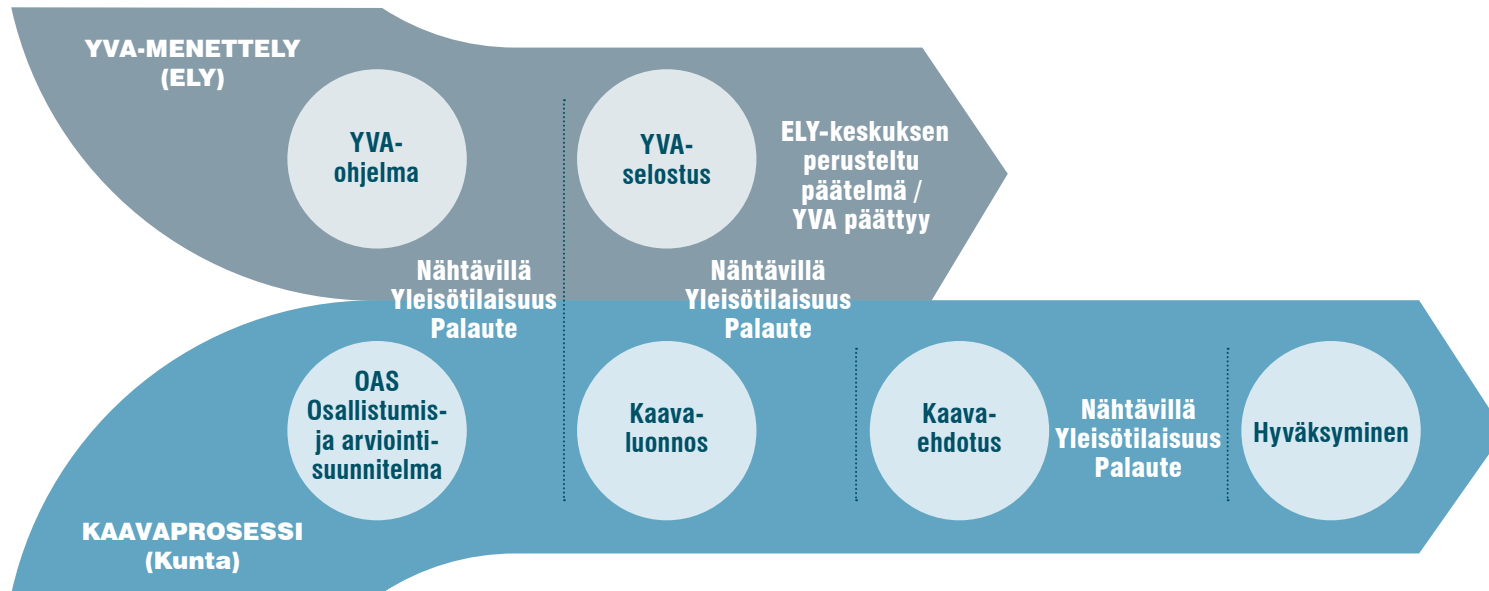 YVA-MENETTELY
(ELY)
YVA-
ohjelma
YVA-
selostus
ELY-keskuksen
perusteltu
päätelmä /
YVA päättyy
Nähtävillä
Yleisötilaisuus
Palaute
Nähtävillä
Yleisötilaisuus
Palaute
OAS
Osallistumis-
ja arviointi-
suunnitelma
Kaava-
luonnos
Kaava-
ehdotus
Nähtävillä
Yleisötilaisuus
Palaute
Hyväksyminen
KAAVAPROSESSI
(Kunta)